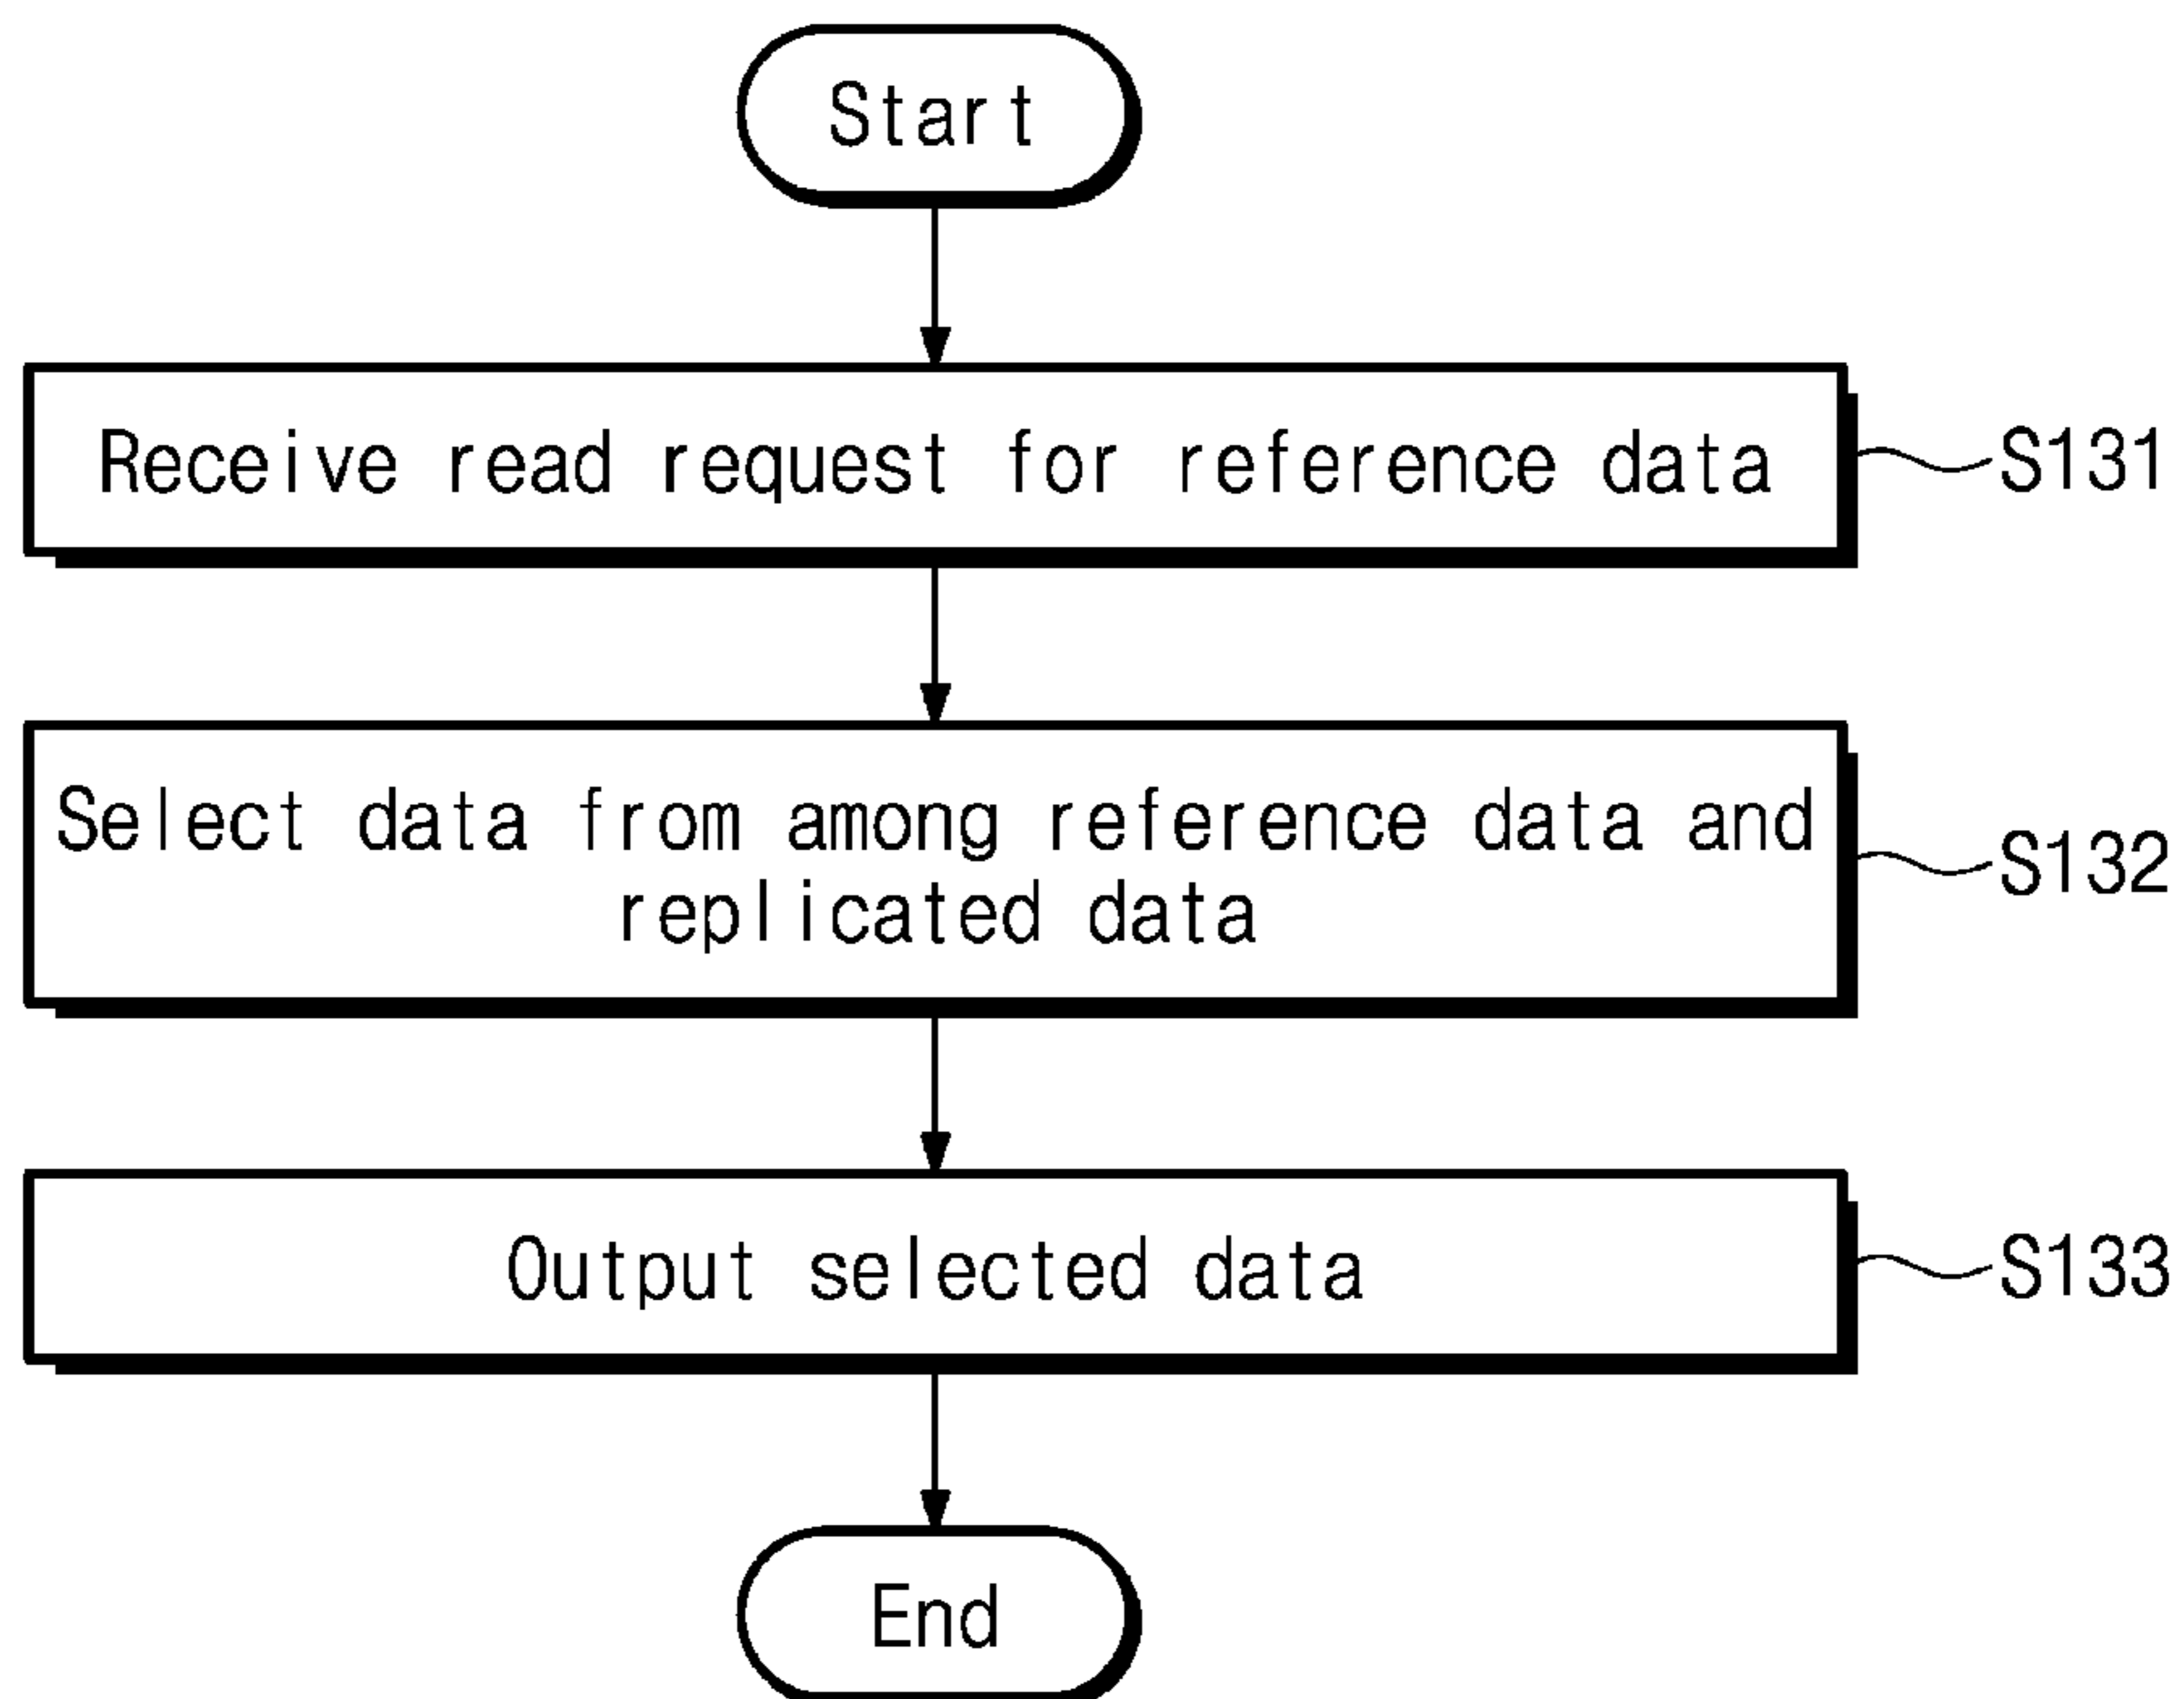 Start
Receive read request for reference data
S131
Select data from among reference data and
replicated data
S132
Output selected data
S133
End